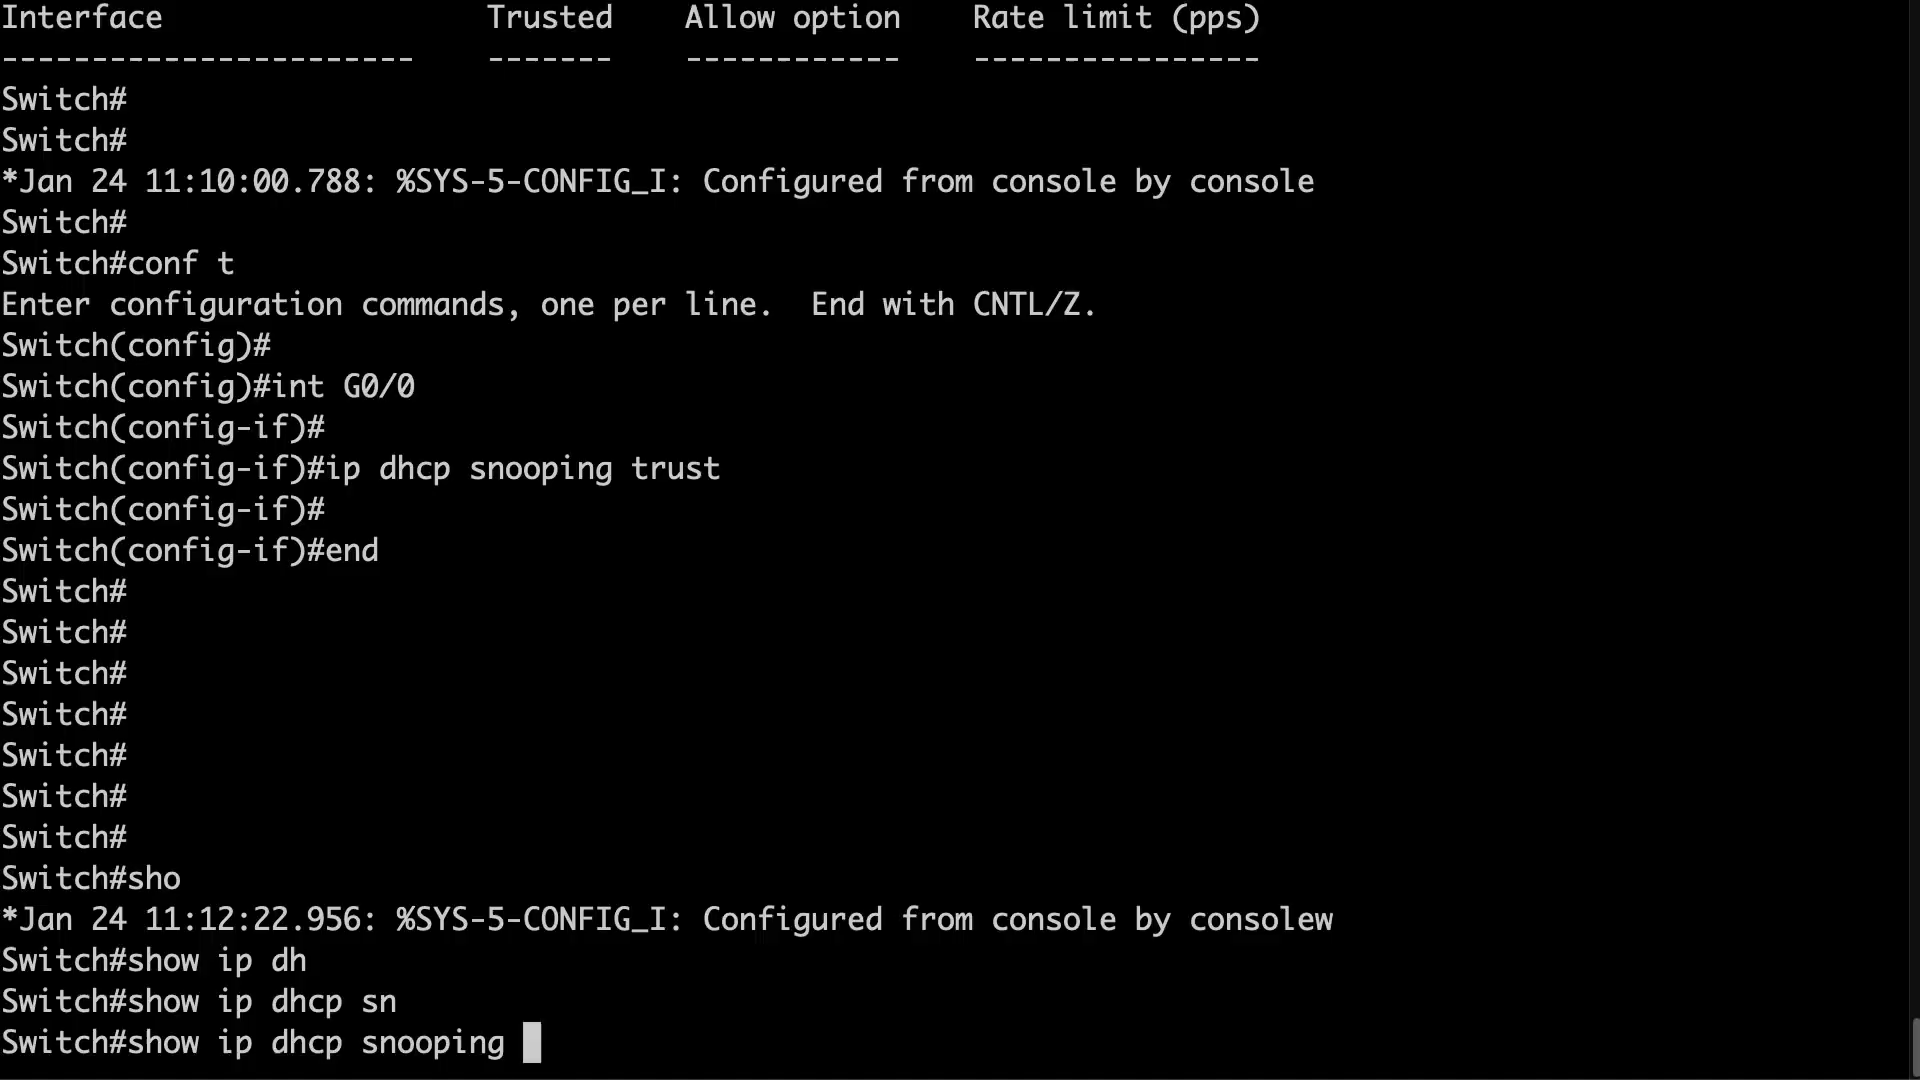 Interface                  Trusted    Allow option    Rate limit (pps)
-----------------------    -------    ------------    ----------------
Switch#
Switch#
*Jan 24 11:10:00.788: %SYS-5-CONFIG_I: Configured from console by console
Switch#
Switch#conf t
Enter configuration commands, one per line.  End with CNTL/Z.
Switch(config)#
Switch(config)#int G0/0
Switch(config-if)#
Switch(config-if)#ip dhcp snooping trust
Switch(config-if)#
Switch(config-if)#end
Switch#
Switch#
Switch#
Switch#
Switch#
Switch#
Switch#
Switch#sho
*Jan 24 11:12:22.956: %SYS-5-CONFIG_I: Configured from console by consolew
Switch#show ip dh
Switch#show ip dhcp sn
Switch#show ip dhcp snooping